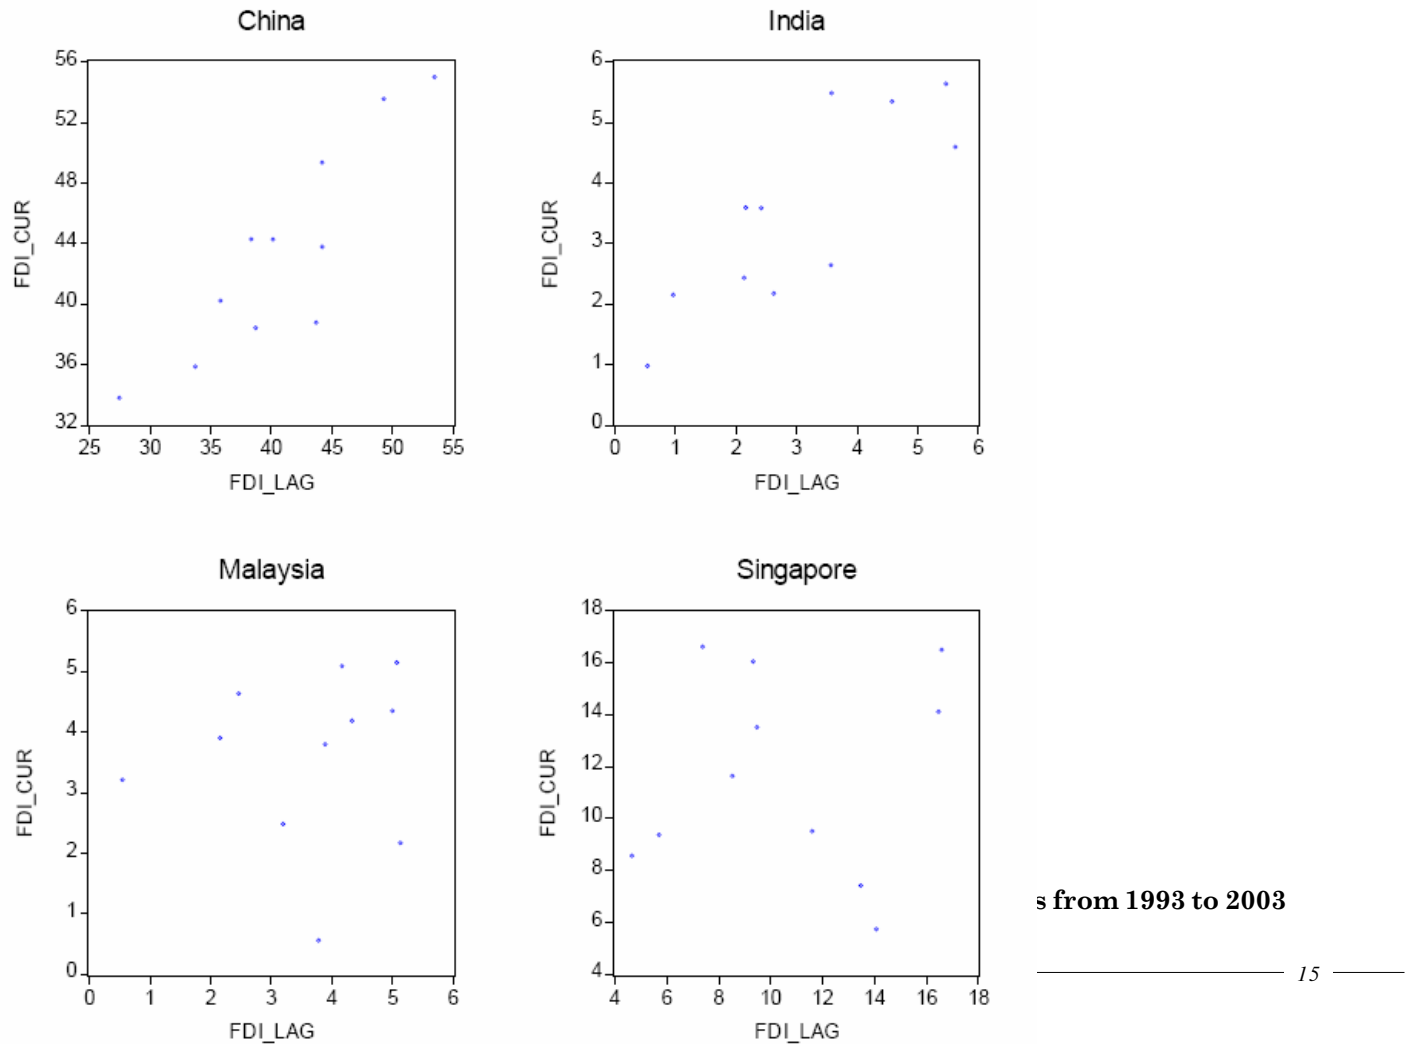 China
56
52
48
44
40
36
32
FDI_CUR
25 30 35 40 45 50 55
FDI_LAG
India
6
5
4
3
2
1
0
FDI_CUR
0 1 2 3 4 5 6
FDI_LAG
Malaysia
6
5
4
3
2
1
0
FDI_CUR
0 1 2 3 4 5 6
FDI_LAG
Singapore
18
16
14
12
10
8
6
4
FDI_CUR
4 6 8 10 12 14 16 18
FDI_LAG
s from 1993 to 2003
15